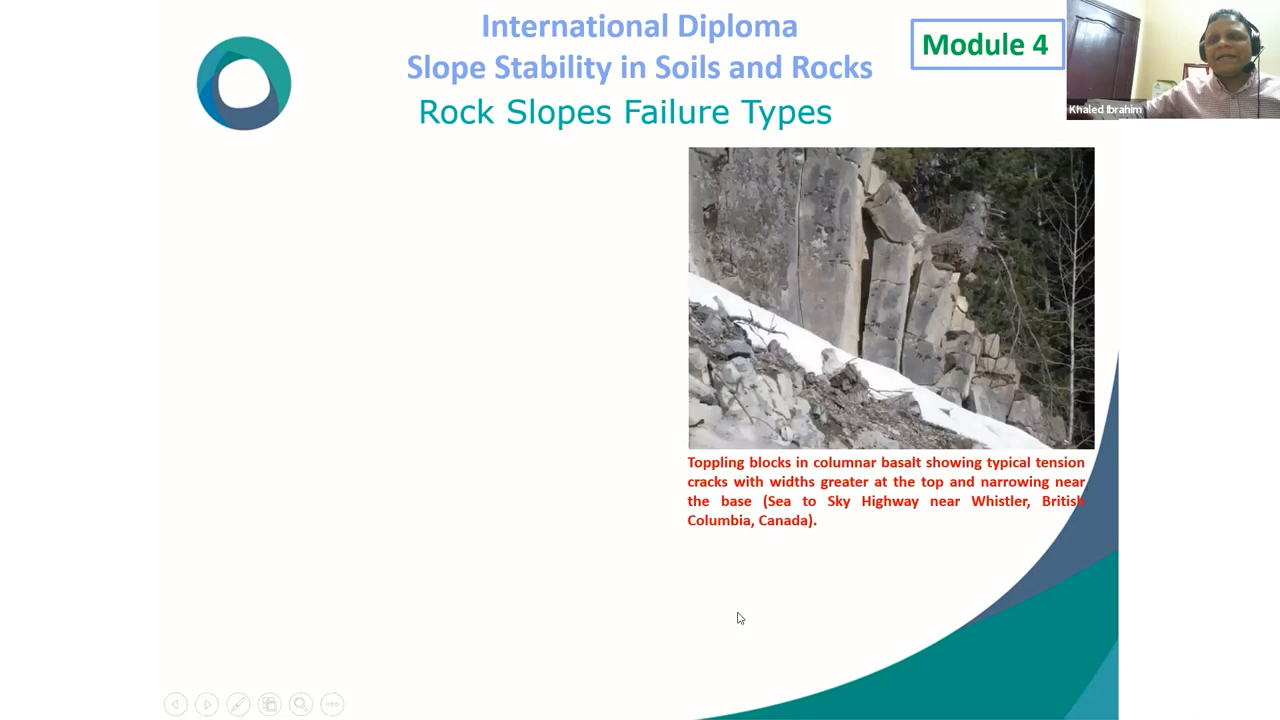 International Diploma
Slope Stability in Soils and Rocks
Module 4
Rock Slopes Failure Types
Khaled Ibrahim
Toppling blocks in columnar basalt showing typical tension
cracks with widths greater at the top and narrowing near
the base (Sea to Sky Highway near Whistler, British
Columbia, Canada).